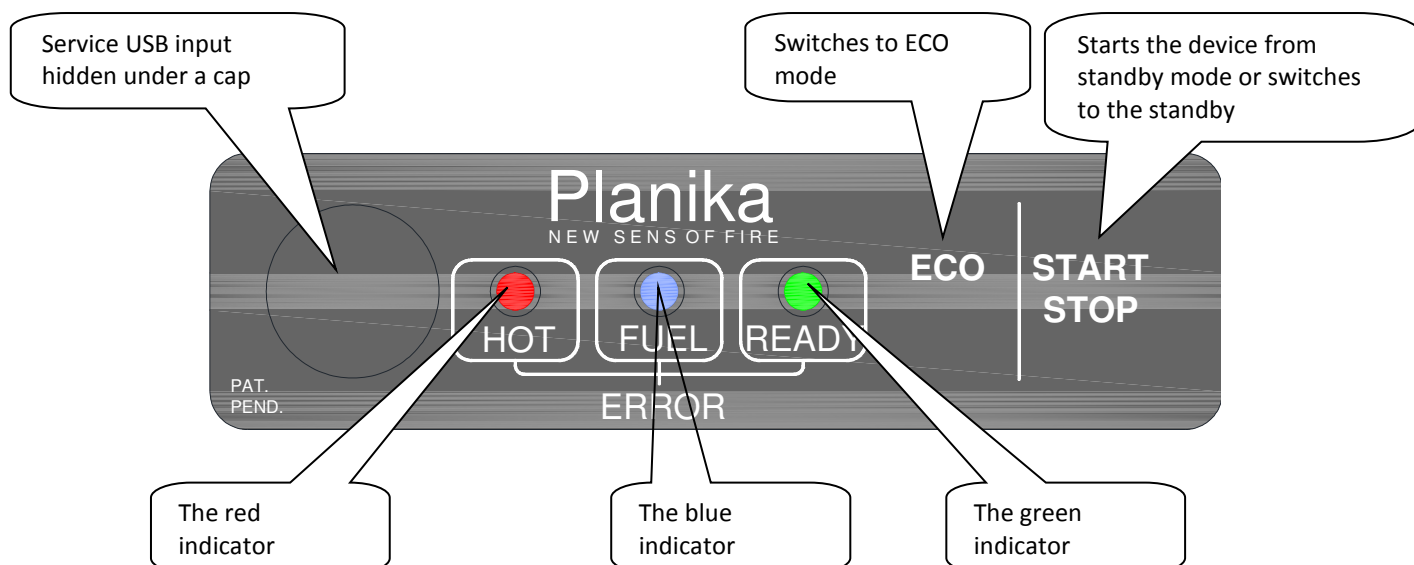 Service USB input
hidden under a cap
Switches to ECO
mode
Starts the device from
standby mode or switches
to the standby
Planika
NEW SENS OF FIRE
ECO
START
STOP
HOT
FUEL
READY
PAT.
PEND.
ERROR
The red
indicator
The blue
indicator
The green
indicator